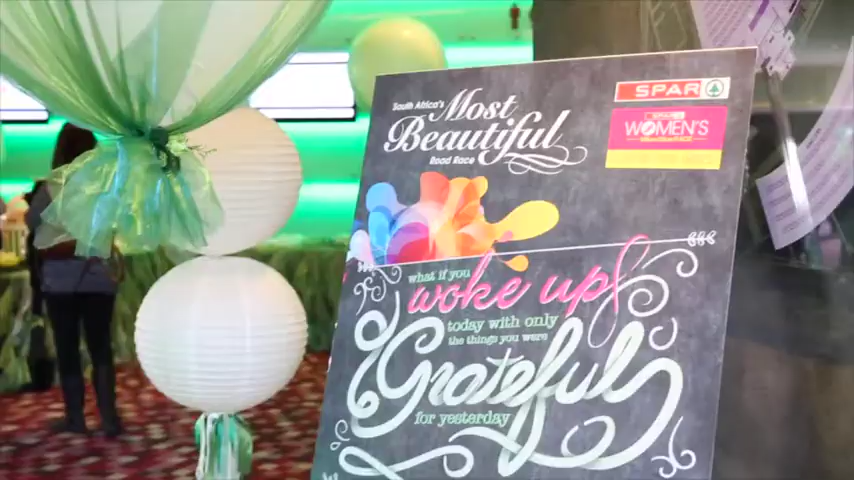 South Africa's
Most
Beautiful
Road Race
SPAR
SPAR
WOMEN'S
what if you
woke up
today with only
the things you were
Grateful
for yesterday